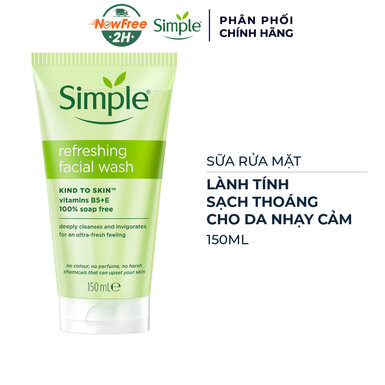 NowFree
2H
Simple®
PHÂN PHỐI
CHÍNH HÃNG
Simple®
refreshing
facial wash
KIND TO SKIN™
vitamins B5+E
100% soap free
deeply cleanses and invigorates
for an ultra-fresh feeling
no colour, no perfume, no harsh
chemicals that can upset your skin
150 mL ℮
SỮA RỬA MẶT
LÀNH TÍNH
SẠCH THOÁNG
CHO DA NHẠY CẢM
150ML